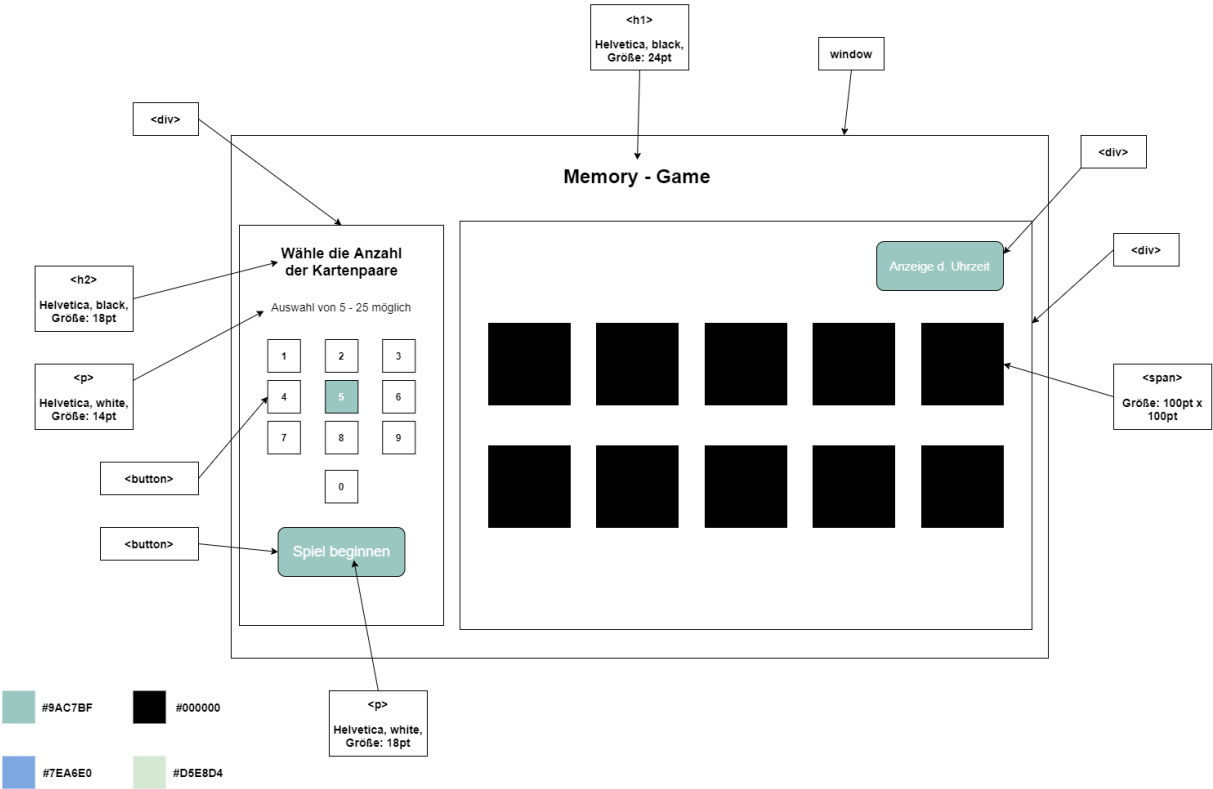 <h1>
Helvetica, black,
Größe: 24pt
window
<div>
<div>
Memory - Game
<div>
Wähle die Anzahl
der Kartenpaare
Anzeige d. Uhrzeit
<h2>
Helvetica, black,
Größe: 18pt
Auswahl von 5 - 25 möglich
1 2 3
<p>
Helvetica, white,
Größe: 14pt
4 5 6
<span>
Größe: 100pt x
100pt
7 8 9
<button>
0
<button>
Spiel beginnen
<p>
Helvetica, white,
Größe: 18pt
#9AC7BF #000000
#7EA6E0 #D5E8D4